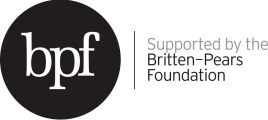 bpf
Supported by the
Britten–Pears
Foundation